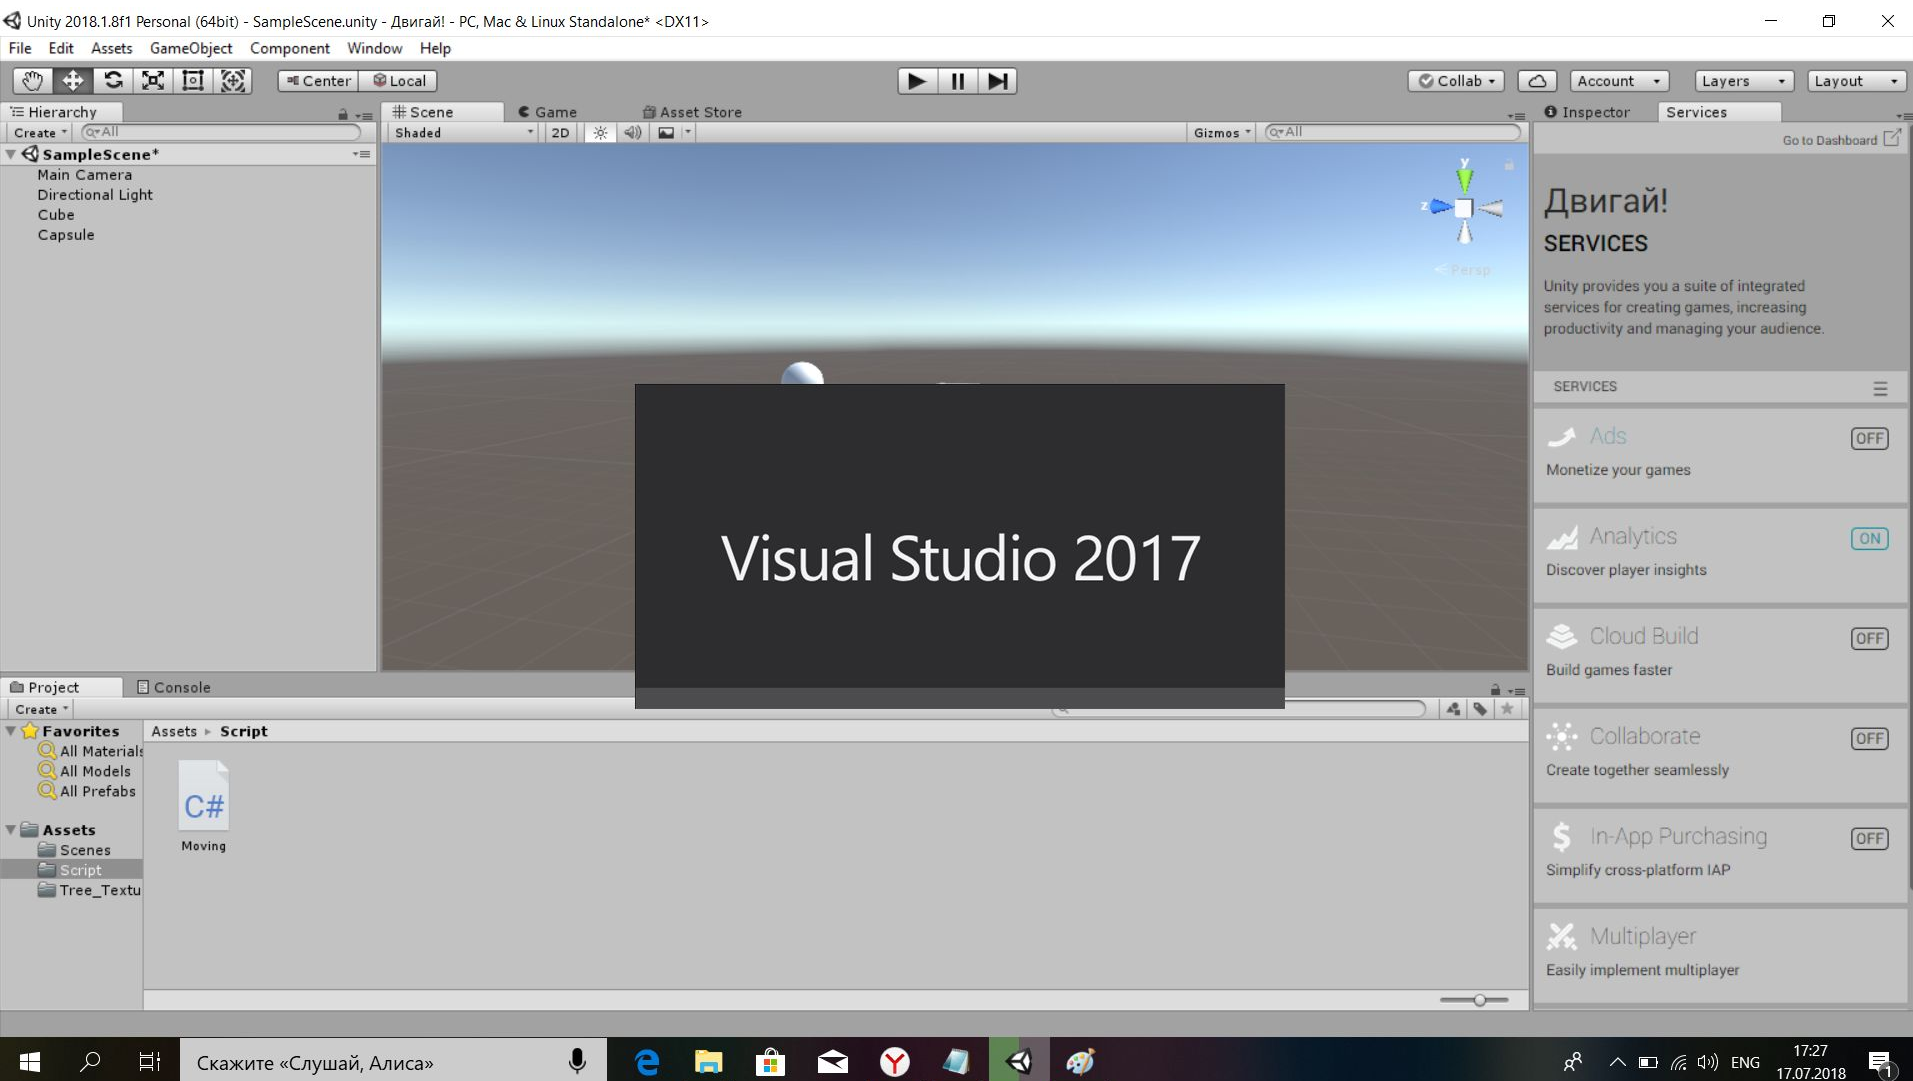 Unity 2018.1.8f1 Personal (64bit) - SampleScene.unity - Двигай! - PC, Mac & Linux Standalone* <DX11>
File Edit Assets GameObject Component Window Help
Center Local Collab Account Layers Layout
Hierarchy
Create All
SampleScene*
Main Camera
Directional Light
Cube
Capsule
Scene Game Asset Store
Shaded 2D Gizmos All
y
z
Persp
Visual Studio 2017
Inspector Services
Go to Dashboard
Двигай!
SERVICES
Unity provides you a suite of integrated
services for creating games, increasing
productivity and managing your audience.
SERVICES
Ads OFF
Monetize your games
Analytics ON
Discover player insights
Cloud Build OFF
Build games faster
Collaborate OFF
Create together seamlessly
In-App Purchasing OFF
Simplify cross-platform IAP
Multiplayer
Easily implement multiplayer
Project Console
Create
Favorites
All Materials
All Models
All Prefabs
Assets
Scenes
Script
Tree_Textu
Assets Script
C#
Moving
Скажите «Слушай, Алиса»
ENG
17:27
17.07.2018
1